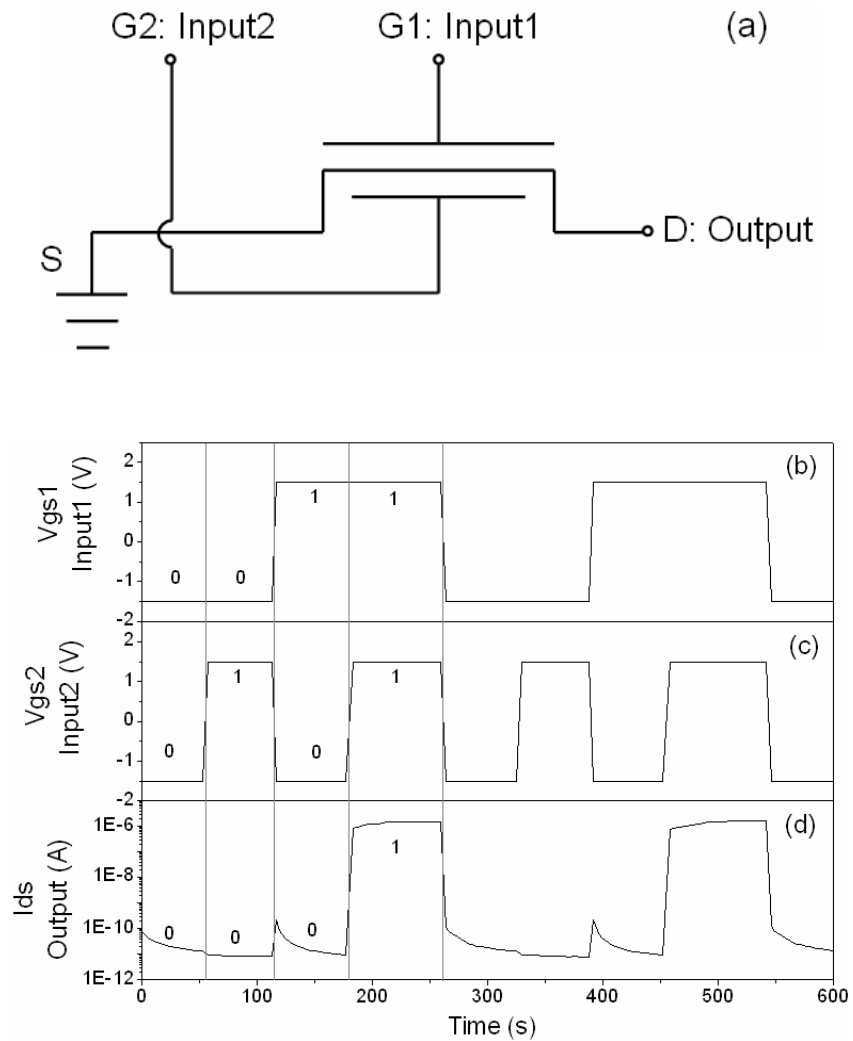 G2: Input2 G1: Input1 (a)
S
D: Output
(b)
Vgs1
Input1 (V)
2
1
0
-1
-2
0 0 1 1
(c)
Vgs2
Input2 (V)
2
1
0
-1
-2
0 1 0 1
(d)
Ids
Output (A)
1E-6
1E-8
1E-10
1E-12
0 0 0 1
0 100 200 300 400 500 600
Time (s)